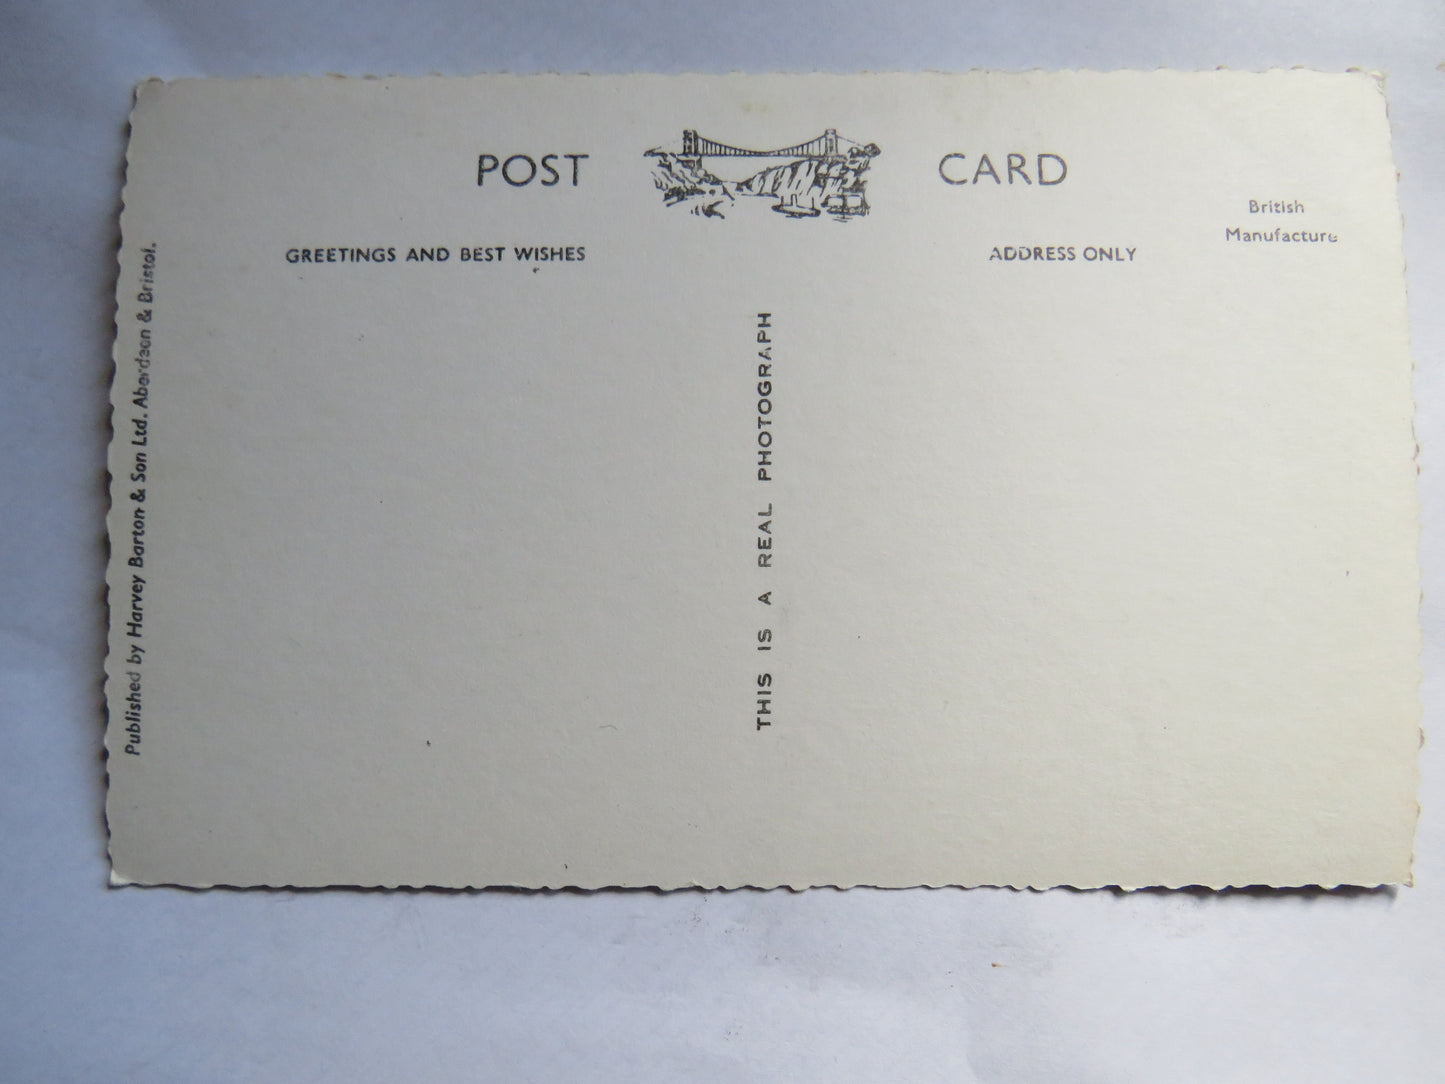 POST CARD
British
Manufacture
GREETINGS AND BEST WISHES
ADDRESS ONLY
THIS IS A REAL PHOTOGRAPH
Published by Harvey Barton & Son Ltd. Aberdeen & Bristol.